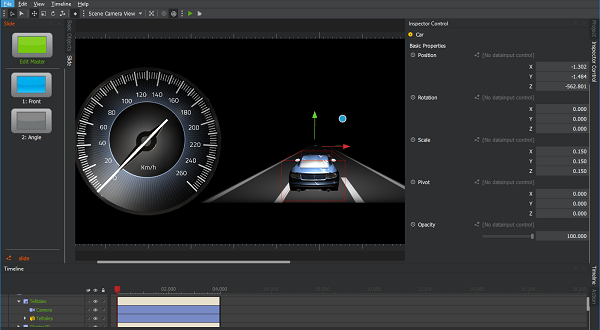 File Edit View Timeline Help
Scene Camera View
Slide
Edit Master
1: Front
2: Angle
slide
Basic Objects
Slide
0
20
40
60
80
100
120
140
160
180
200
220
240
260
Km/h
Inspector Control
Car
Basic Properties
Position [No datainput control]
X -1.302
Y -1.484
Z -562.801
Rotation [No datainput control]
X 0.000
Y 0.000
Z 0.000
Scale [No datainput control]
X 0.150
Y 0.150
Z 0.150
Pivot [No datainput control]
X 0.000
Y 0.000
Z 0.000
Opacity [No datainput control]
100.000
Project
Inspector Control
Timeline
02.000 04.000
Camera
Timeline
Action